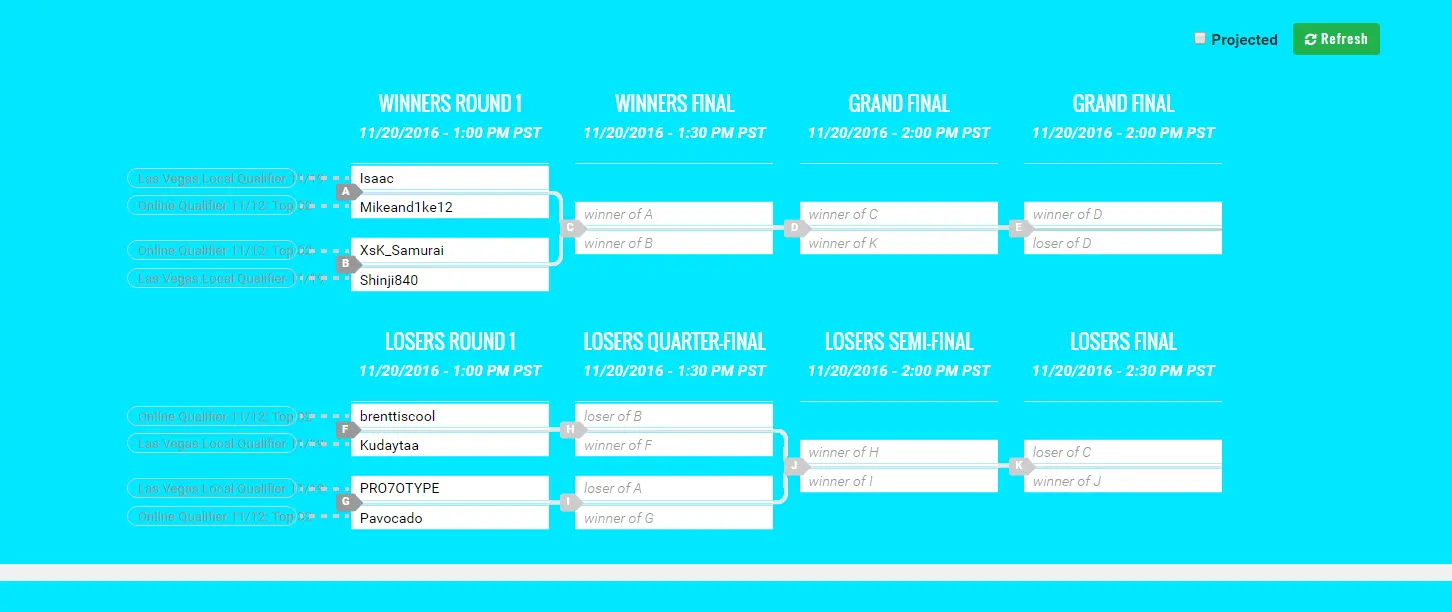 Projected Refresh
WINNERS ROUND 1 WINNERS FINAL GRAND FINAL GRAND FINAL
11/20/2016 - 1:00 PM PST 11/20/2016 - 1:30 PM PST 11/20/2016 - 2:00 PM PST 11/20/2016 - 2:00 PM PST
Las Vegas Local Qualifier Isaac
A
Online Qualifier 11/12: Top Mikeand1ke12
winner of A winner of C winner of D
C D E
winner of B winner of K loser of D
Online Qualifier 11/12: Top XsK_Samurai
B
Las Vegas Local Qualifier Shinji840
LOSERS ROUND 1 LOSERS QUARTER-FINAL LOSERS SEMI-FINAL LOSERS FINAL
11/20/2016 - 1:00 PM PST 11/20/2016 - 1:30 PM PST 11/20/2016 - 2:00 PM PST 11/20/2016 - 2:30 PM PST
Online Qualifier 11/12: Top brenttiscool loser of B
F H
Las Vegas Local Qualifier Kudaytaa winner of F
winner of H loser of C
J K
winner of I winner of J
Las Vegas Local Qualifier PRO7OTYPE loser of A
G I
Online Qualifier 11/12: Top Pavocado winner of G